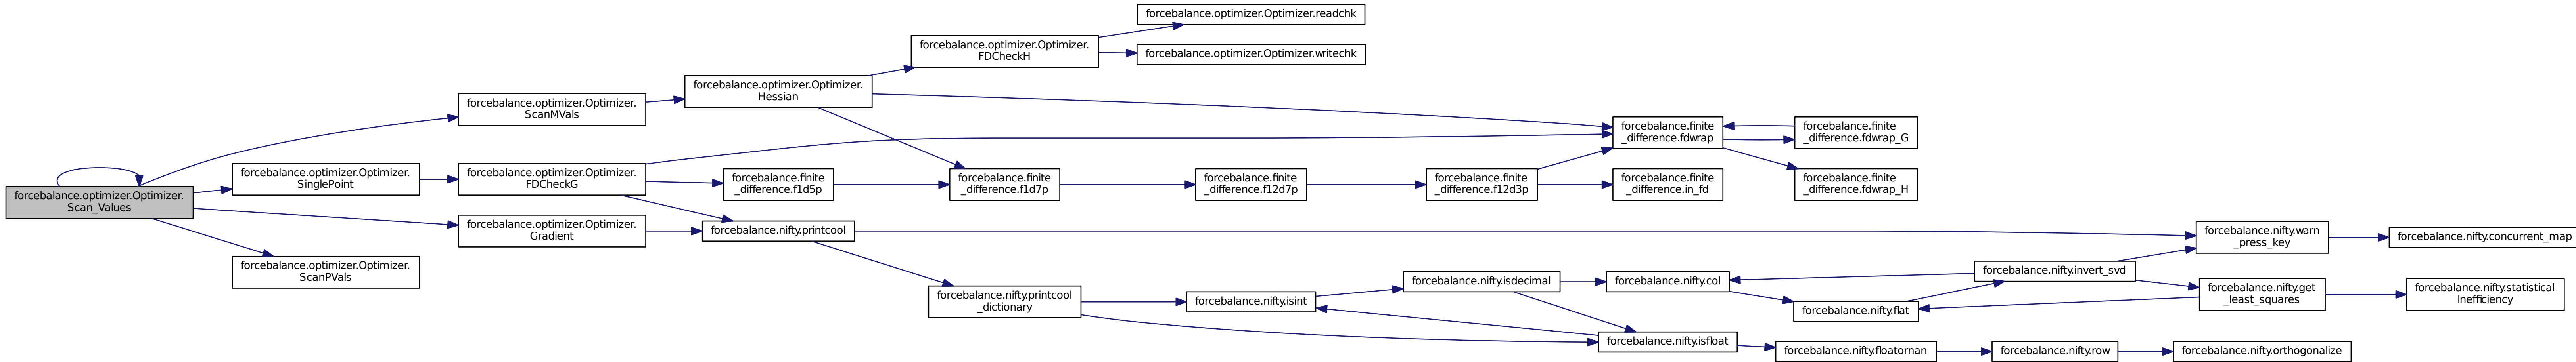 forcebalance.optimizer.Optimizer.
Scan_Values
forcebalance.optimizer.Optimizer.
ScanMVals
forcebalance.optimizer.Optimizer.
SinglePoint
forcebalance.optimizer.Optimizer.
ScanPVals
forcebalance.optimizer.Optimizer.
FDCheckG
forcebalance.optimizer.Optimizer.
Gradient
forcebalance.optimizer.Optimizer.
Hessian
forcebalance.finite
_difference.f1d5p
forcebalance.nifty.printcool
forcebalance.optimizer.Optimizer.
FDCheckH
forcebalance.finite
_difference.f1d7p
forcebalance.nifty.printcool
_dictionary
forcebalance.optimizer.Optimizer.readchk
forcebalance.optimizer.Optimizer.writechk
forcebalance.finite
_difference.f12d7p
forcebalance.nifty.isint
forcebalance.finite
_difference.f12d3p
forcebalance.nifty.isdecimal
forcebalance.finite
_difference.fdwrap
forcebalance.finite
_difference.in_fd
forcebalance.nifty.col
forcebalance.nifty.isfloat
forcebalance.finite
_difference.fdwrap_G
forcebalance.finite
_difference.fdwrap_H
forcebalance.nifty.flat
forcebalance.nifty.floatornan
forcebalance.nifty.invert_svd
forcebalance.nifty.row
forcebalance.nifty.warn
_press_key
forcebalance.nifty.get
_least_squares
forcebalance.nifty.orthogonalize
forcebalance.nifty.concurrent_map
forcebalance.nifty.statistical
Inefficiency